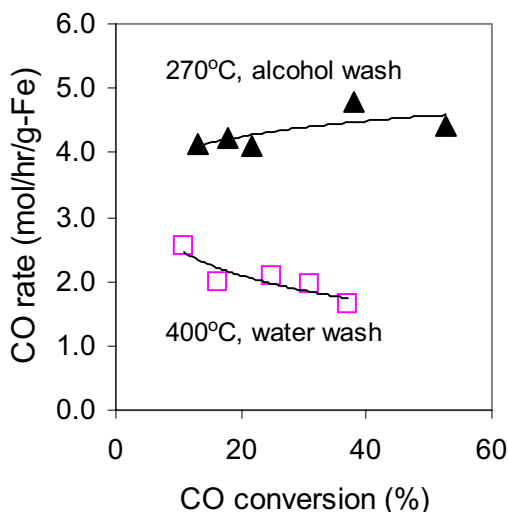 CO rate (mol/hr/g-Fe)
6.0
5.0
4.0
3.0
2.0
1.0
0.0
270°C, alcohol wash
400°C, water wash
0 20 40 60
CO conversion (%)